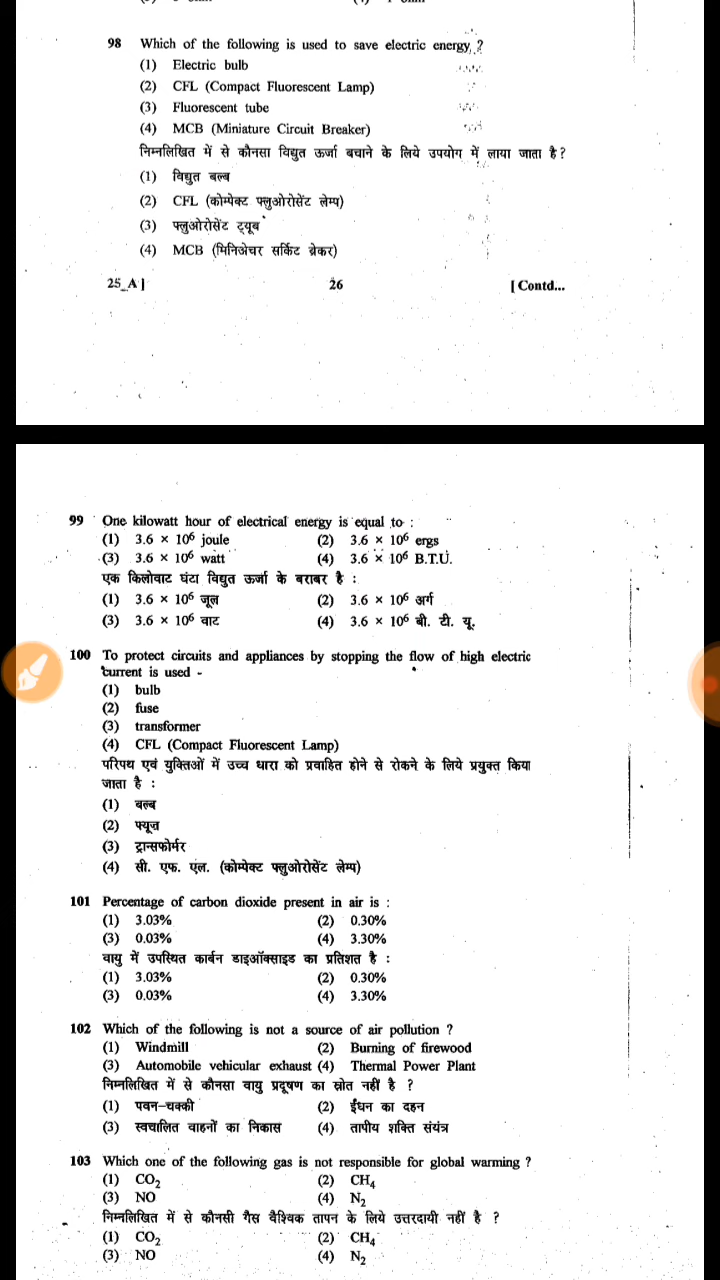 98 Which of the following is used to save electric energy ?
(1) Electric bulb
(2) CFL (Compact Fluorescent Lamp)
(3) Fluorescent tube
(4) MCB (Miniature Circuit Breaker)
निम्नलिखित में से कौनसा विद्युत ऊर्जा बचाने के लिये उपयोग में लाया जाता है ?
(1) विद्युत बल्ब
(2) CFL (कोम्पेक्ट फ्लुओरोसेंट लेम्प)
(3) फ्लुओरोसेंट ट्यूब
(4) MCB (मिनिअेचर सर्किट ब्रेकर)
25_A ] 26 [ Contd...
99 One kilowatt hour of electrical energy is equal to :
(1) 3.6 × 10⁶ joule (2) 3.6 × 10⁶ ergs
(3) 3.6 × 10⁶ watt (4) 3.6 × 10⁶ B.T.U.
एक किलोवाट घंटा विद्युत ऊर्जा के बराबर है :
(1) 3.6 × 10⁶ जूल (2) 3.6 × 10⁶ अर्ग
(3) 3.6 × 10⁶ वाट (4) 3.6 × 10⁶ बी. टी. यू.
100 To protect circuits and appliances by stopping the flow of high electric
current is used -
(1) bulb
(2) fuse
(3) transformer
(4) CFL (Compact Fluorescent Lamp)
परिपथ एवं युक्तिओं में उच्च धारा को प्रवाहित होने से रोकने के लिये प्रयुक्त किया
जाता है :
(1) बल्ब
(2) फ्यूज
(3) ट्रान्सफोर्मर
(4) सी. एफ. एल. (कोम्पेक्ट फ्लुओरोसेंट लेम्प)
101 Percentage of carbon dioxide present in air is :
(1) 3.03% (2) 0.30%
(3) 0.03% (4) 3.30%
वायु में उपस्थित कार्बन डाइऑक्साइड का प्रतिशत है :
(1) 3.03% (2) 0.30%
(3) 0.03% (4) 3.30%
102 Which of the following is not a source of air pollution ?
(1) Windmill (2) Burning of firewood
(3) Automobile vehicular exhaust (4) Thermal Power Plant
निम्नलिखित में से कौनसा वायु प्रदूषण का स्रोत नहीं है ?
(1) पवन-चक्की (2) ईंधन का दहन
(3) स्वचालित वाहनों का निकास (4) तापीय शक्ति संयंत्र
103 Which one of the following gas is not responsible for global warming ?
(1) CO₂ (2) CH₄
(3) NO (4) N₂
निम्नलिखित में से कौनसी गैस वैश्विक तापन के लिये उत्तरदायी नहीं है ?
(1) CO₂ (2) CH₄
(3) NO (4) N₂